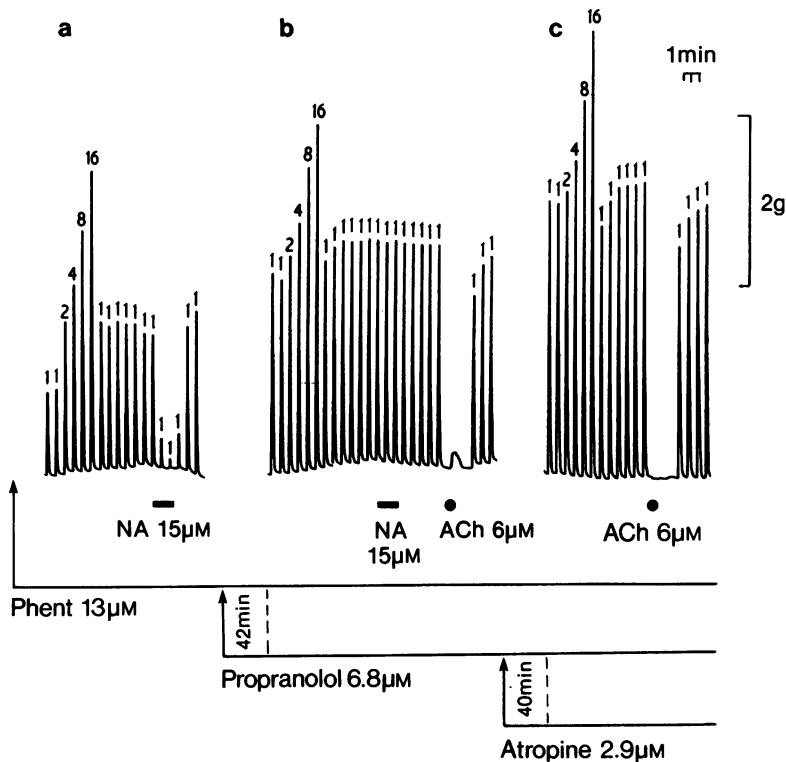 a
b
c
1min
2g
1 1 2 4 8 16 1 1 1 1 1 1 1 1 1 1 1 1
1 1 2 4 8 16 1 1 1 1 1 1 1 1 1 1 1 1 1 1 1 1 1
1 1 2 4 8 16 1 1 1 1 1 1 1 1 1 1
NA 15µM
NA
15µM
ACh 6µM
ACh 6µM
Phent 13µM
42min
Propranolol 6.8µM
40min
Atropine 2.9µM